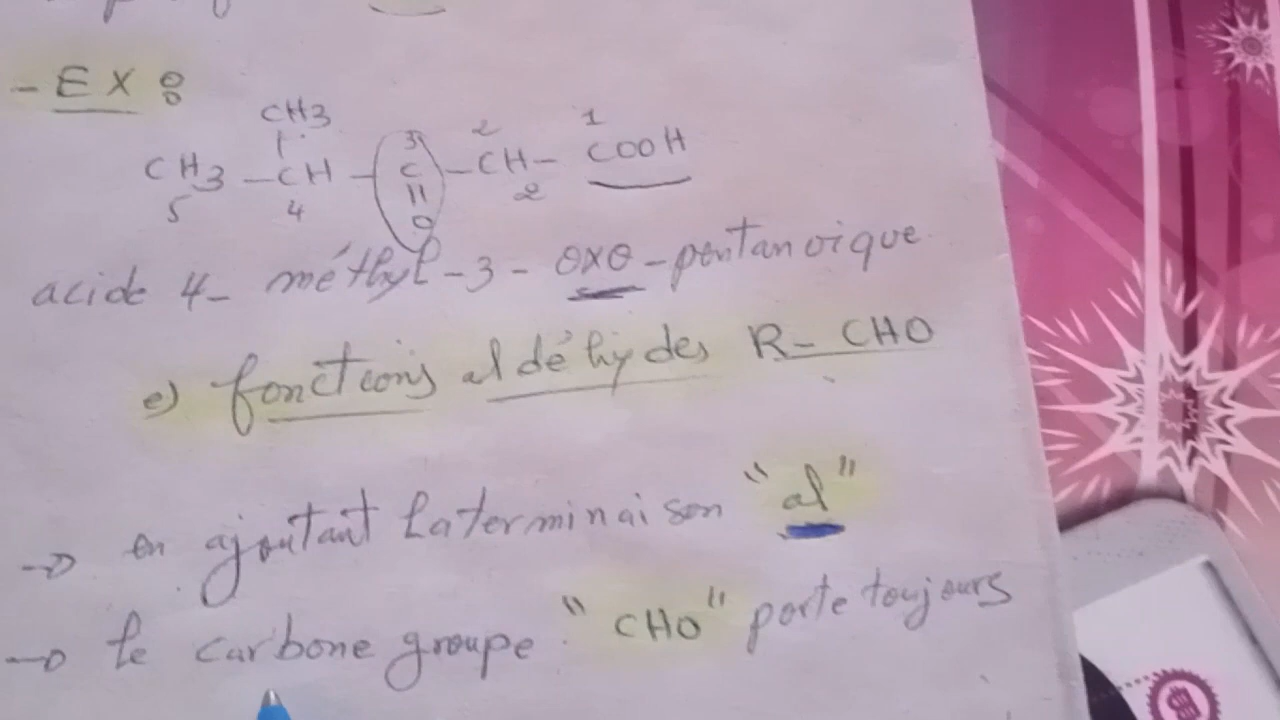 - EX :
CH3
CH3 - CH - C - CH - COOH
5 4 3 2 2 1
||
O
acide 4- méthyl-3-oxo-pentanoique
e) fonctions aldéhydes R- CHO
→ en ajoutant la terminaison "al"
→ le carbone groupe "CHO" porte toujours